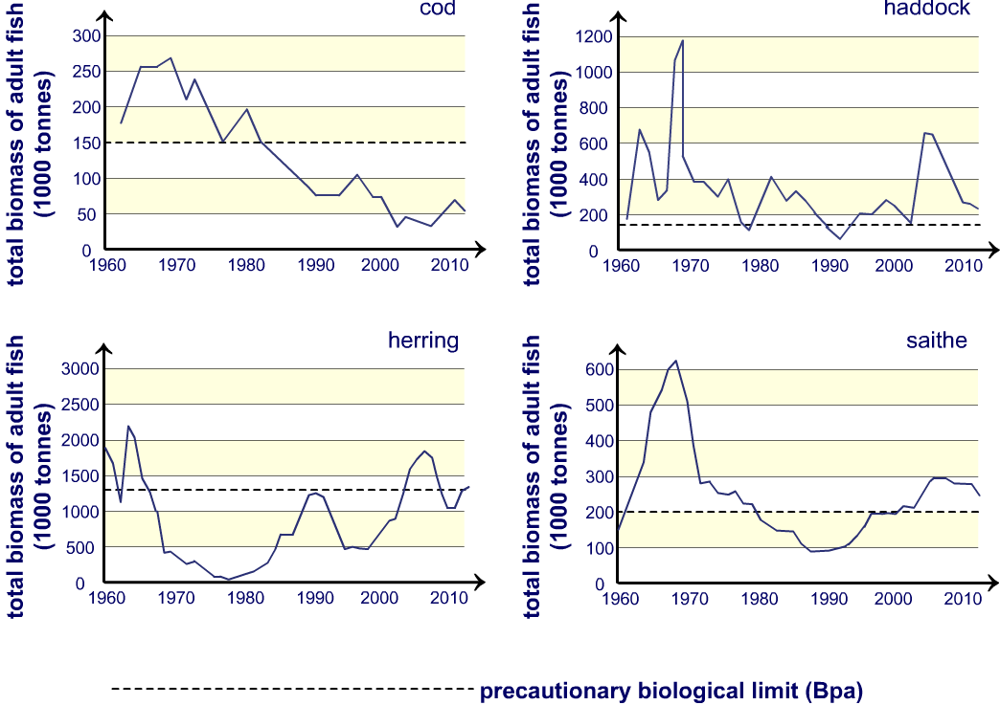 cod
total biomass of adult fish
(1000 tonnes)
300
250
200
150
100
50
0
1960 1970 1980 1990 2000 2010
haddock
total biomass of adult fish
(1000 tonnes)
1200
1000
800
600
400
200
0
1960 1970 1980 1990 2000 2010
herring
total biomass of adult fish
(1000 tonnes)
3000
2500
2000
1500
1000
500
0
1960 1970 1980 1990 2000 2010
saithe
total biomass of adult fish
(1000 tonnes)
600
500
400
300
200
100
0
1960 1970 1980 1990 2000 2010
precautionary biological limit (Bpa)